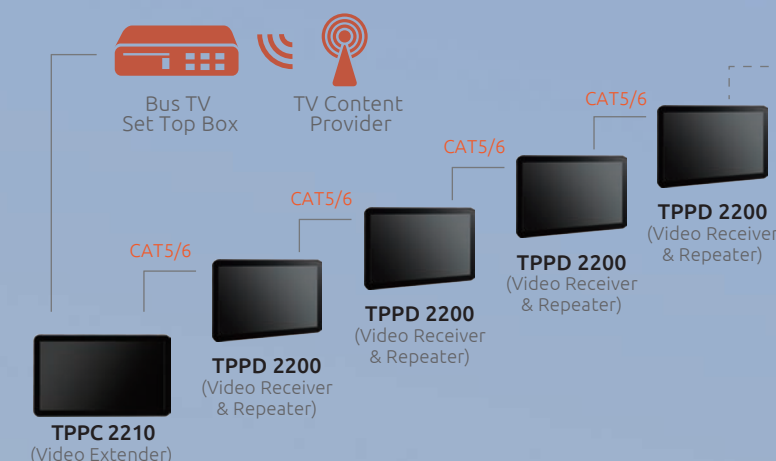 Bus TV
Set Top Box
TV Content
Provider
CAT5/6
CAT5/6
CAT5/6
CAT5/6
TPPD 2200
(Video Receiver
& Repeater)
TPPD 2200
(Video Receiver
& Repeater)
TPPD 2200
(Video Receiver
& Repeater)
TPPD 2200
(Video Receiver
& Repeater)
TPPC 2210
(Video Extender)